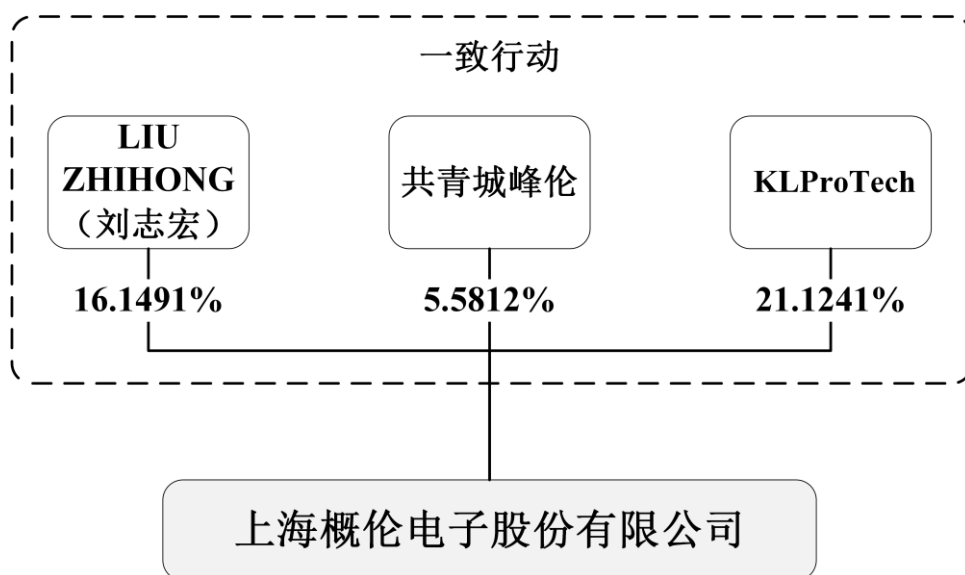 一致行动
LIU
ZHIHONG
（刘志宏）
共青城峰伦
KLProTech
16.1491%
5.5812%
21.1241%
上海概伦电子股份有限公司